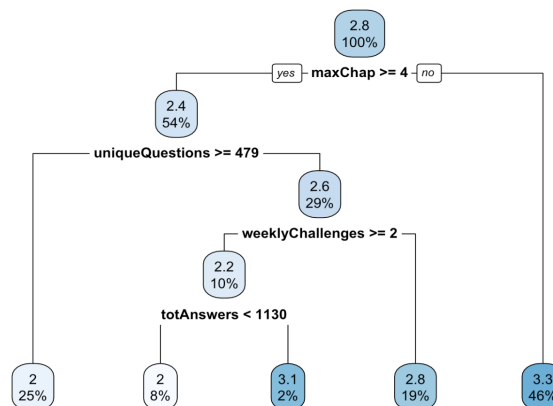 2.8
100%
yes maxChap >= 4 no
2.4
54%
uniqueQuestions >= 479
2.6
29%
weeklyChallenges >= 2
2.2
10%
totAnswers < 1130
2 2 3.1 2.8 3.3
25% 8% 2% 19% 46%